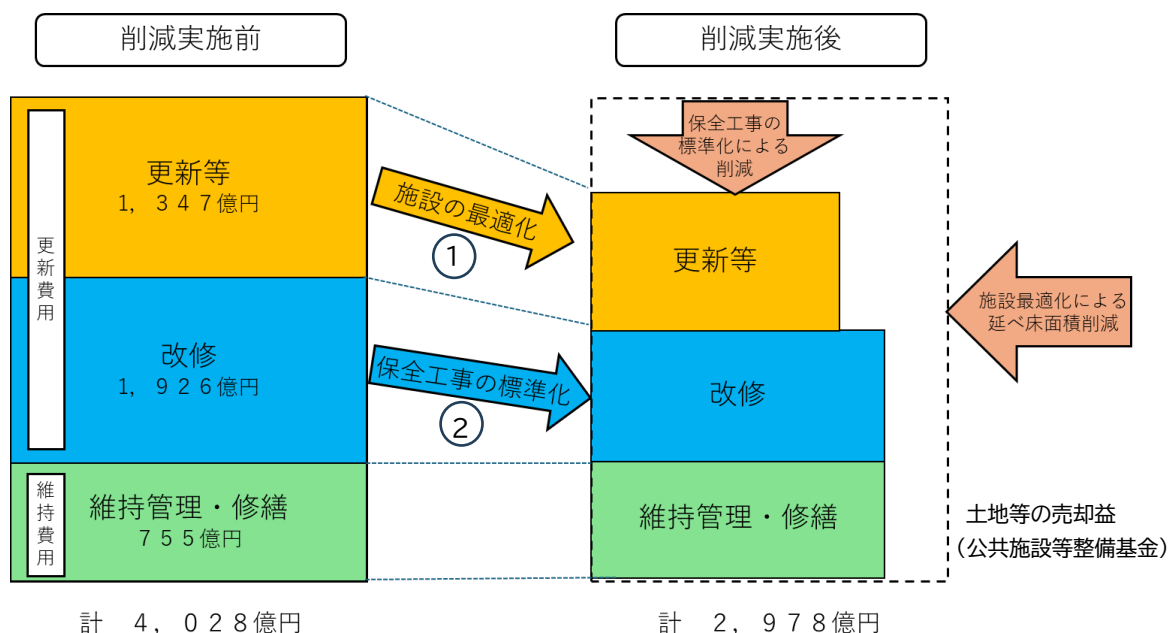 削減実施前
削減実施後
更新費用
更新等
1, ３４７億円
改修
1, ９２６億円
維持費用
維持管理・修繕
７５５億円
計　4, ０２８億円
施設の最適化
①
保全工事の標準化
②
保全工事の
標準化による
削減
更新等
改修
維持管理・修繕
施設最適化による
延べ床面積削減
土地等の売却益
（公共施設等整備基金）
計　2, ９７８億円